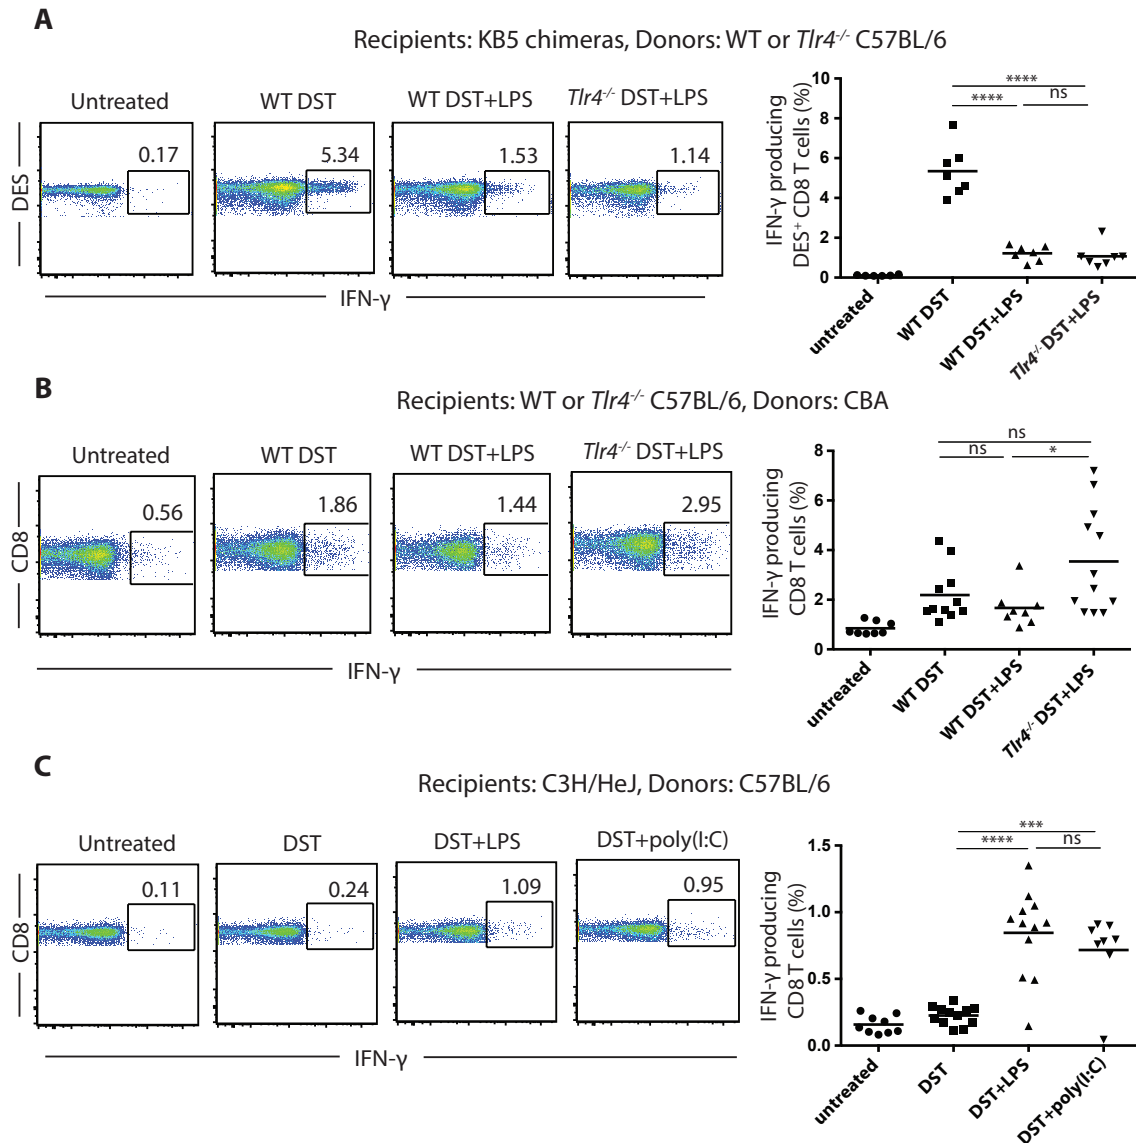 A
Recipients: KB5 chimeras, Donors: WT or Tlr4-/- C57BL/6
Untreated
WT DST
WT DST+LPS
Tlr4-/- DST+LPS
0.17
5.34
1.53
1.14
DES
IFN-γ
IFN-γ producing
DES+ CD8 T cells (%)
10
8
6
4
2
0
****
****
ns
untreated
WT DST
WT DST+LPS
Tlr4-/- DST+LPS
B
Recipients: WT or Tlr4-/- C57BL/6, Donors: CBA
Untreated
WT DST
WT DST+LPS
Tlr4-/- DST+LPS
0.56
1.86
1.44
2.95
CD8
IFN-γ
IFN-γ producing
CD8 T cells (%)
8
6
4
2
0
ns
ns
*
untreated
WT DST
WT DST+LPS
Tlr4-/- DST+LPS
C
Recipients: C3H/HeJ, Donors: C57BL/6
Untreated
DST
DST+LPS
DST+poly(I:C)
0.11
0.24
1.09
0.95
CD8
IFN-γ
IFN-γ producing
CD8 T cells (%)
1.5
1.0
0.5
0.0
***
****
ns
untreated
DST
DST+LPS
DST+poly(I:C)